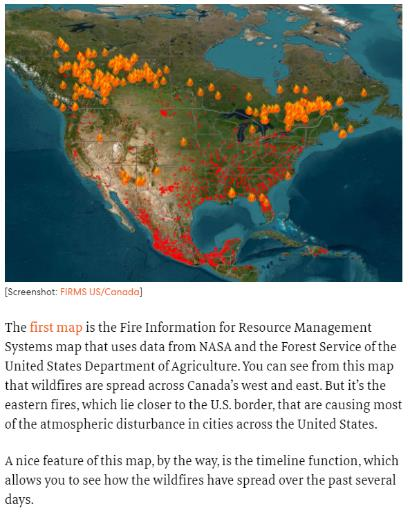 [Screenshot: FIRMS US/Canada]
The first map is the Fire Information for Resource Management
Systems map that uses data from NASA and the Forest Service of the
United States Department of Agriculture. You can see from this map
that wildfires are spread across Canada's west and east. But it's the
eastern fires, which lie closer to the U.S. border, that are causing most
of the atmospheric disturbance in cities across the United States.
A nice feature of this map, by the way, is the timeline function, which
allows you to see how the wildfires have spread over the past several
days.